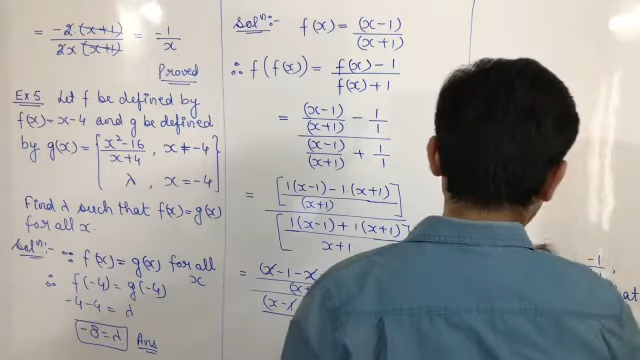 = -2 (x+1) / 2x (x+1) = -1/x
Proved
Ex 5. Let f be defined by
f(x) = x-4 and g be defined
by g(x) = { x²-16 / x+4 , x ≠ -4
λ , x = -4 }
Find λ such that f(x) = g(x)
for all x.
Solⁿ:- ∵ f(x) = g(x) for all x
∴ f(-4) = g(-4)
-4-4 = λ
-8 = λ Ans
Solⁿ:- f(x) = (x-1) / (x+1)
∴ f(f(x)) = f(x) - 1 / f(x) + 1
= (x-1)/(x+1) - 1/1 / (x-1)/(x+1) + 1/1
= [1(x-1) - 1·(x+1) / (x+1)] / [1(x-1) + 1(x+1) / x+1]
= (x-1-x
-1 ,
at